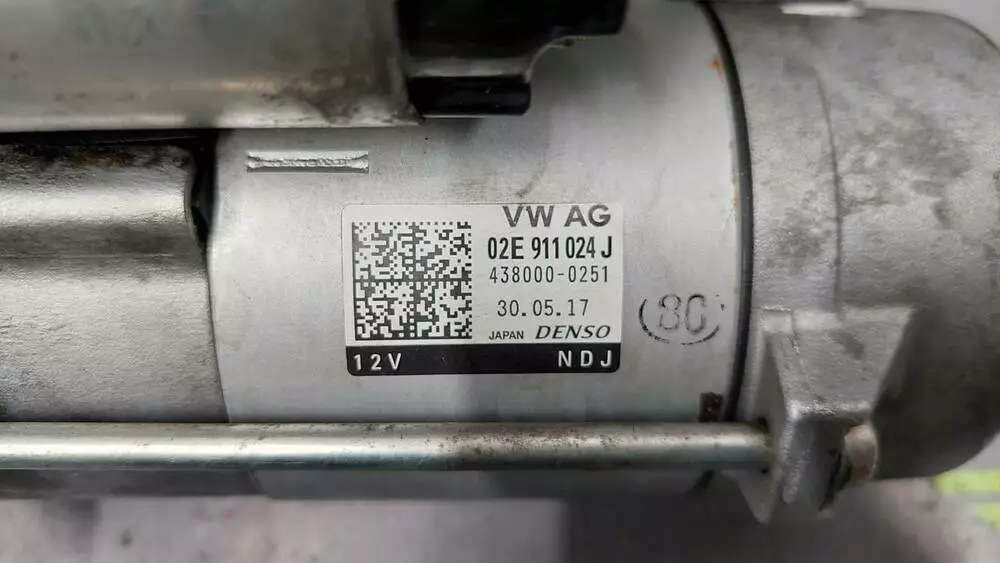 VW AG
02E 911 024 J
438000-0251
30.05.17
JAPAN DENSO
12V NDJ
80